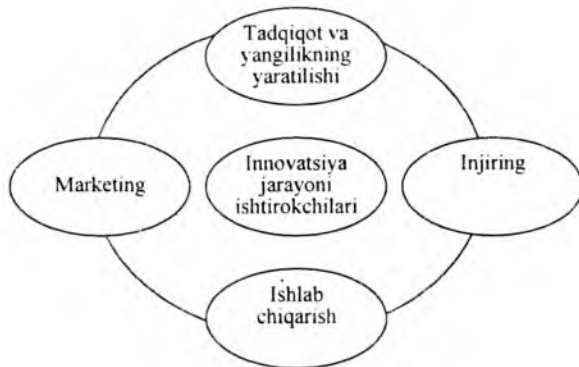 Tadqiqot va
yangilikning
yaratilishi
Marketing
Innovatsiya
jarayoni
ishtirokchilari
Injiring
Ishlab
chiqarish